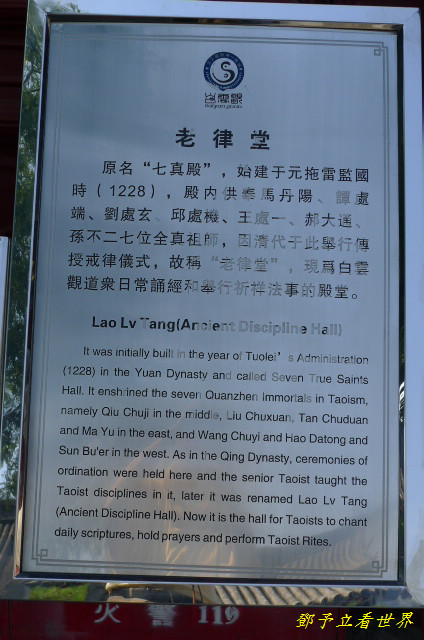 白雲觀
老律堂
原名“七真殿”，始建于元拖雷監國
時（1228），殿内供奉馬丹陽、譚處
端、劉處玄、邱處機、王處一、郝大通、
孫不二七位全真祖師，因清代于此舉行傳
授戒律儀式，故稱“老律堂”，現爲白雲
觀道衆日常誦經和舉行祈祥法事的殿堂。
Lao Lv Tang(Ancient Discipline Hall)
It was initially built in the year of Tuolei’s Administration
(1228) in the Yuan Dynasty and called Seven True Saints
Hall. It enshrined the seven Quanzhen immortals in Taoism,
namely Qiu Chuji in the middle, Liu Chuxuan, Tan Chuduan
and Ma Yu in the east, and Wang Chuyi and Hao Datong and
Sun Bu'er in the west. As in the Qing Dynasty, ceremonies of
ordination were held here and the senior Taoist taught the
Taoist disciplines in it, later it was renamed Lao Lv Tang
(Ancient Discipline Hall). Now it is the hall for Taoists to chant
daily scriptures, hold prayers and perform Taoist Rites.
火警 119
鄧予立看世界